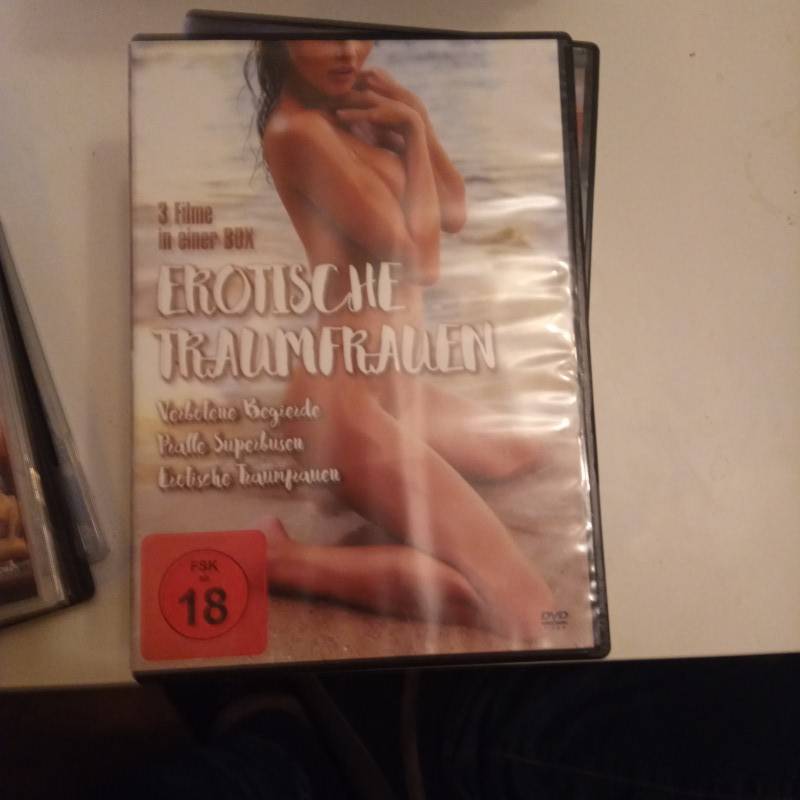 3 Filme
in einer BOX
EROTISCHE
TRAUMFRAUEN
Verbotene Begierde
Pralle Superbusen
Erotische Traumfrauen
FSK
ab
18
DVD